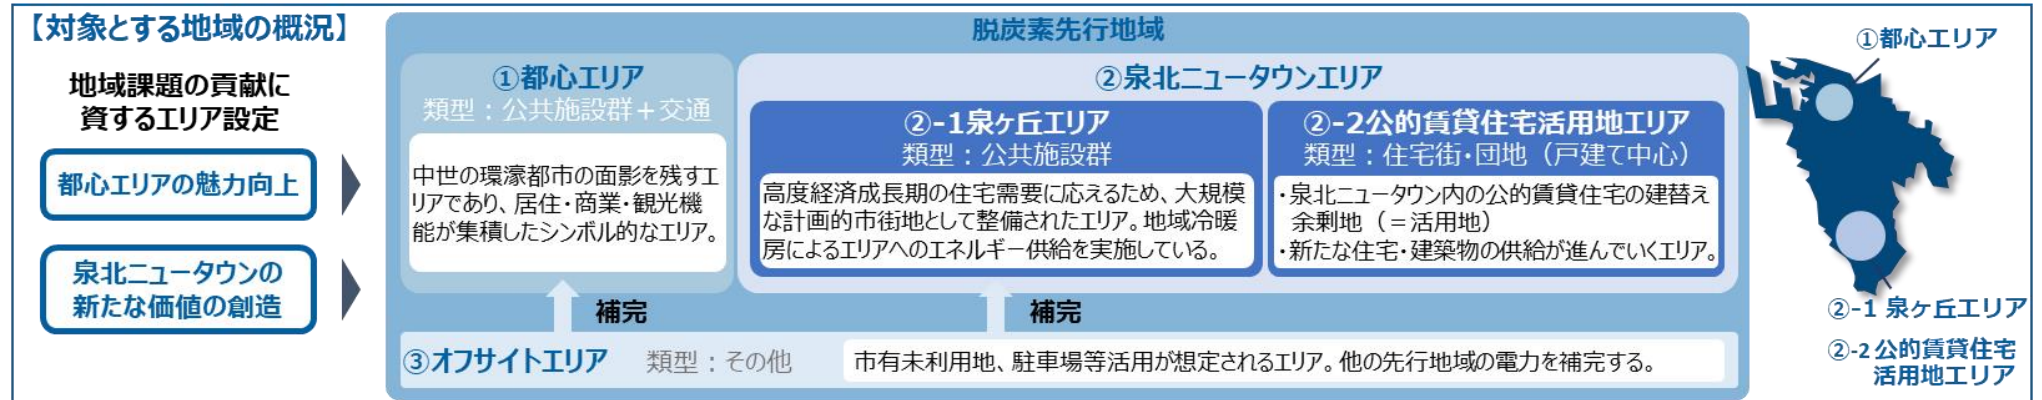 【対象とする地域の概況】
地域課題の貢献に
資するエリア設定
都心エリアの魅力向上
泉北ニュータウンの
新たな価値の創造
脱炭素先行地域
①都心エリア
類型：公共施設群＋交通
中世の環濠都市の面影を残すエ
リアであり、居住・商業・観光機
能が集積したシンボル的なエリア。
②泉北ニュータウンエリア
②-1泉ヶ丘エリア
類型：公共施設群
高度経済成長期の住宅需要に応えるため、大規模
な計画的市街地として整備されたエリア。地域冷暖
房によるエリアへのエネルギー供給を実施している。
②-2公的賃貸住宅活用地エリア
類型：住宅街・団地（戸建て中心）
・泉北ニュータウン内の公的賃貸住宅の建替え
余剰地（＝活用地）
・新たな住宅・建築物の供給が進んでいくエリア。
補完
補完
③オフサイトエリア 類型：その他
市有未利用地、駐車場等活用が想定されるエリア。他の先行地域の電力を補完する。
①都心エリア
②-1 泉ヶ丘エリア
②-2 公的賃貸住宅
活用地エリア